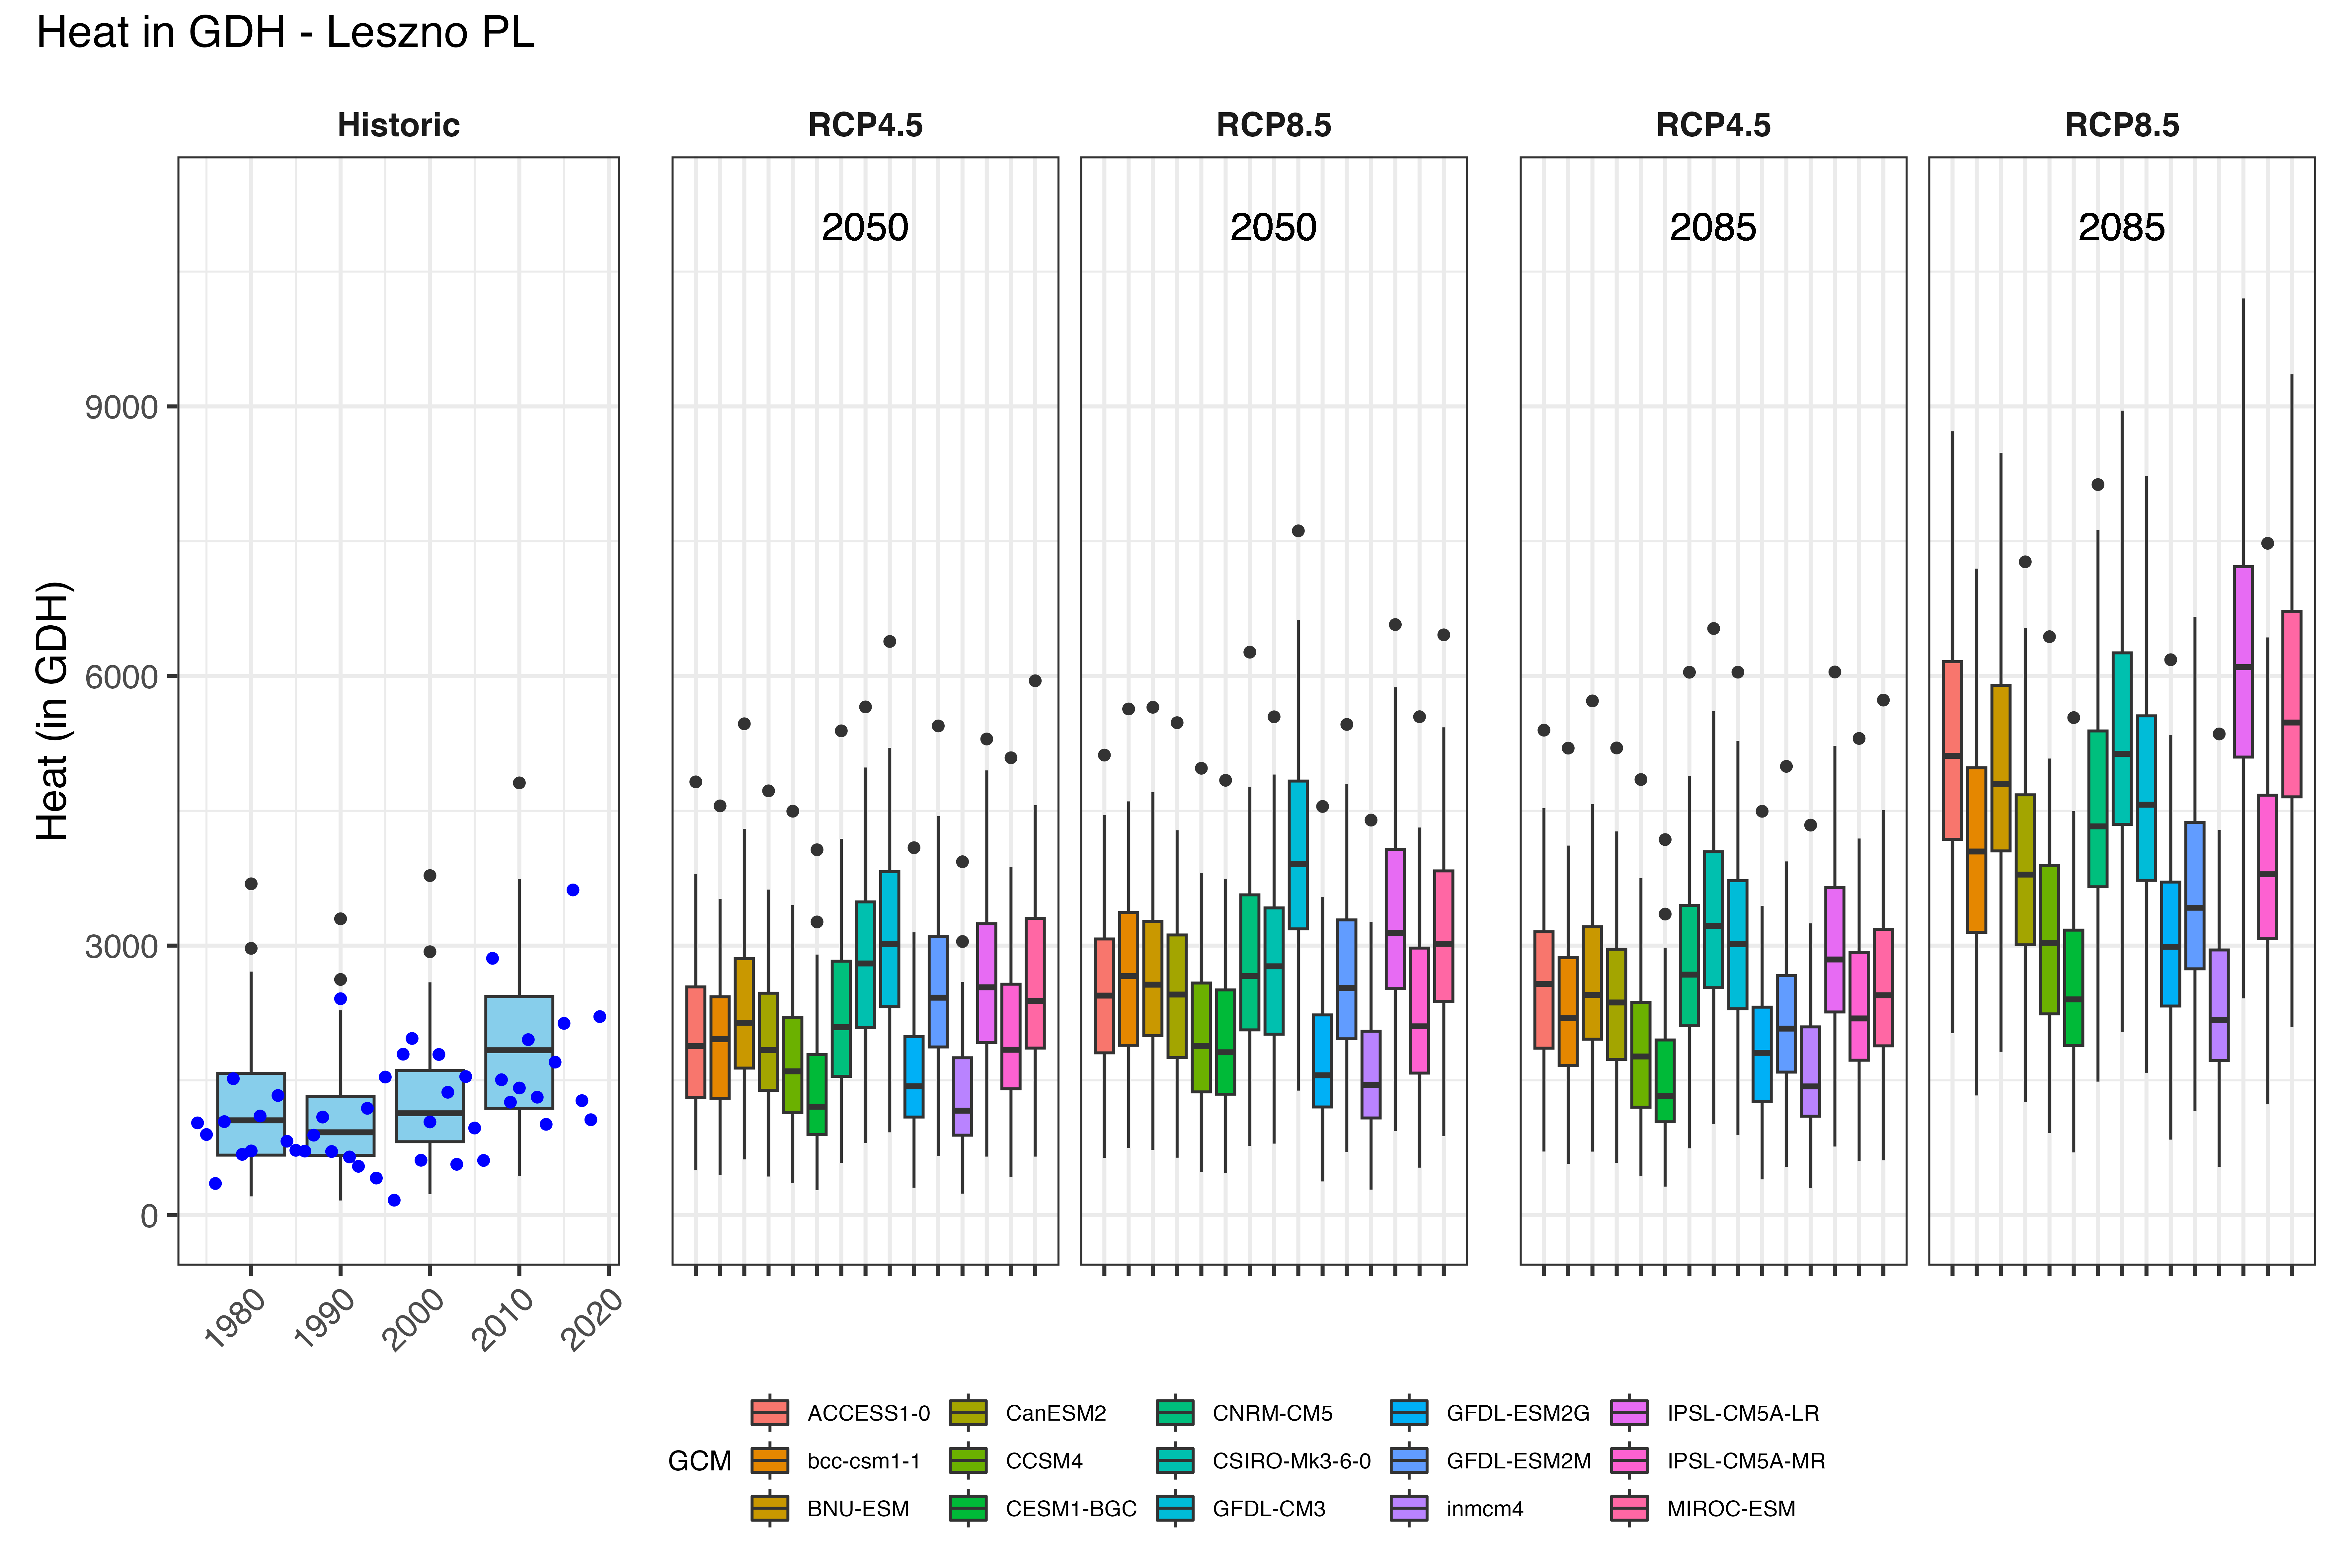 Heat in GDH - Leszno PL
Historic
RCP4.5
RCP8.5
RCP4.5
RCP8.5
2050
2050
2085
2085
Heat (in GDH)
9000
6000
3000
0
1980
1990
2000
2010
2020
GCM
ACCESS1-0
bcc-csm1-1
BNU-ESM
CanESM2
CCSM4
CESM1-BGC
CNRM-CM5
CSIRO-Mk3-6-0
GFDL-CM3
GFDL-ESM2G
GFDL-ESM2M
inmcm4
IPSL-CM5A-LR
IPSL-CM5A-MR
MIROC-ESM